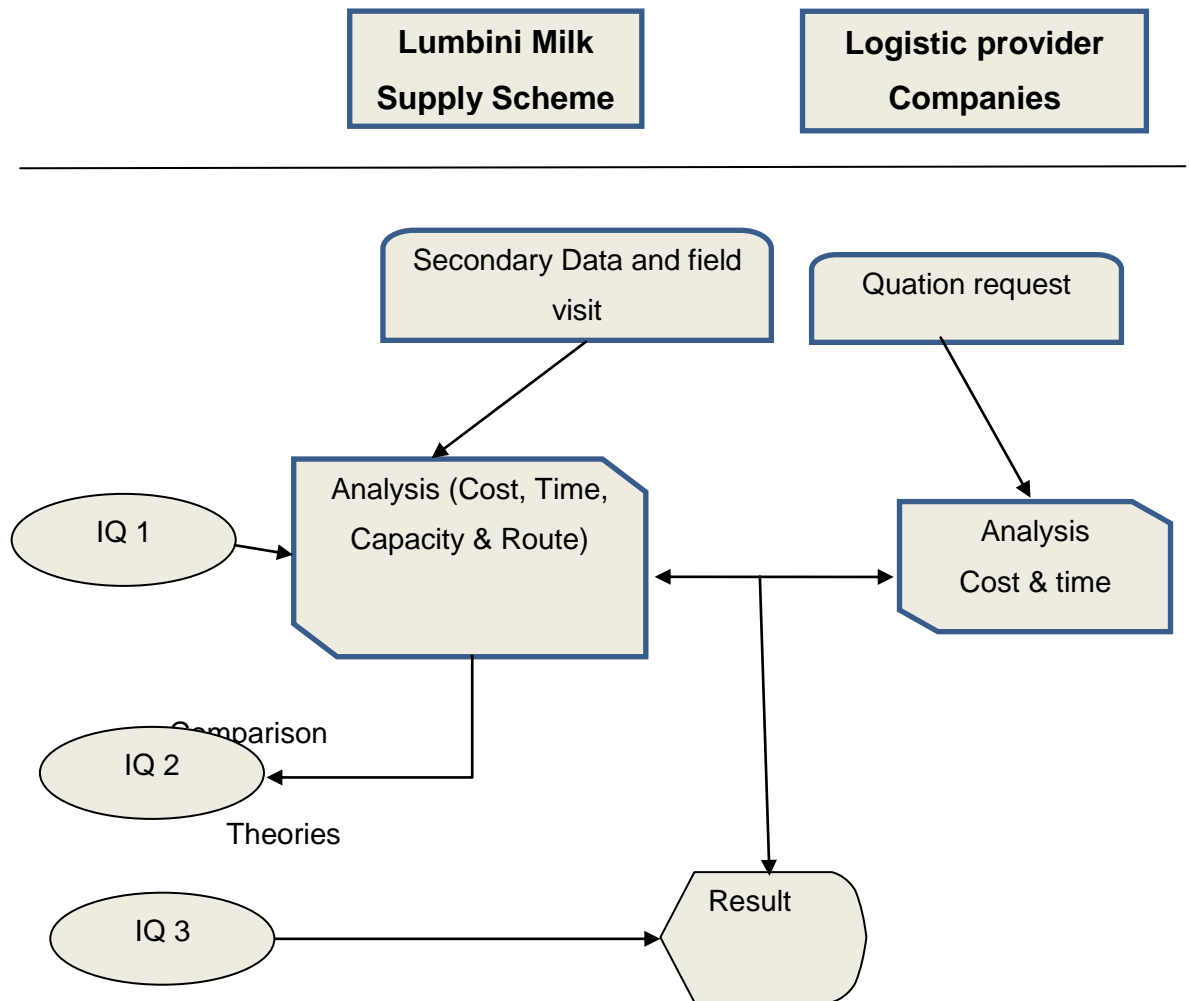 Lumbini Milk
Supply Scheme
Logistic provider
Companies
Secondary Data and field
visit
Quation request
Analysis (Cost, Time,
Capacity & Route)
IQ 1
Analysis
Cost & time
Comparison
IQ 2
Theories
Result
IQ 3